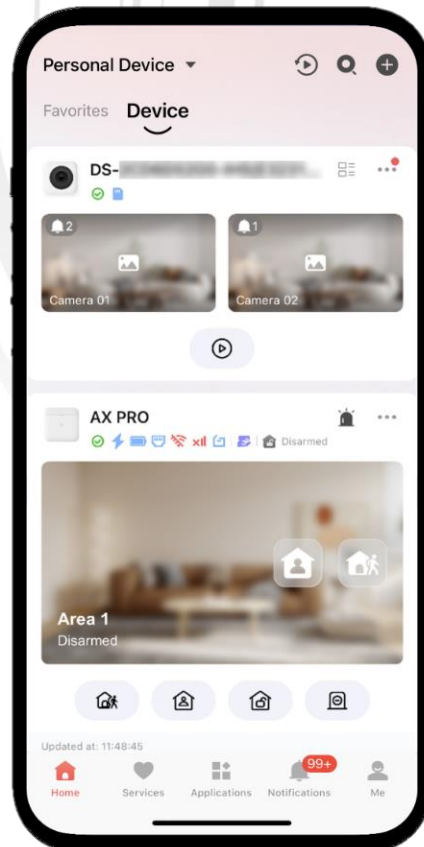 Personal Device
Favorites Device
DS-
2 1
Camera 01 Camera 02
AX PRO
Disarmed
Area 1
Disarmed
Updated at: 11:48:45
99+
Home Services Applications Notifications Me